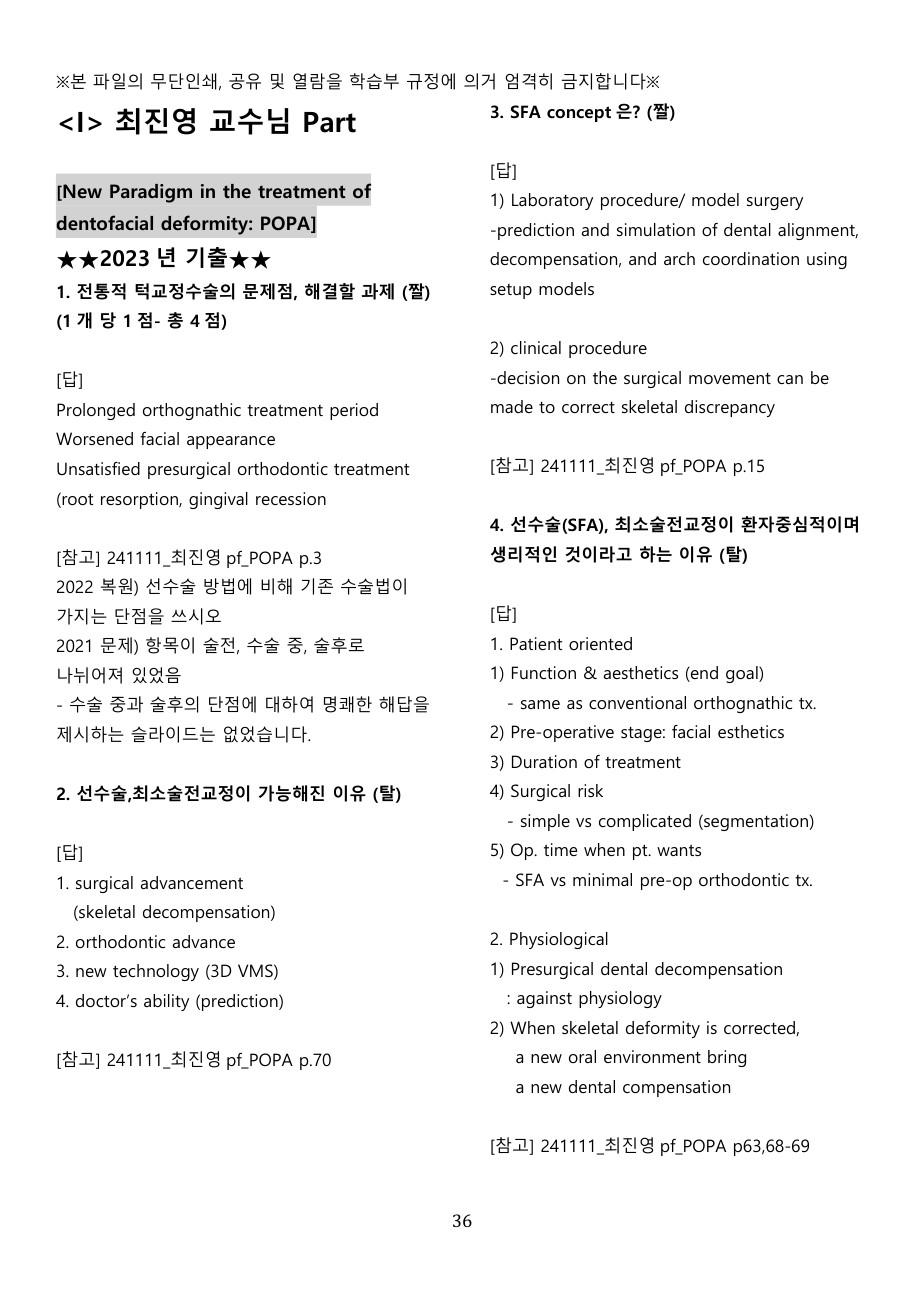 ※본 파일의 무단인쇄, 공유 및 열람을 학습부 규정에 의거 엄격히 금지합니다※
<I> 최진영 교수님 Part
[New Paradigm in the treatment of
dentofacial deformity: POPA]
★★2023 년 기출★★
1. 전통적 턱교정수술의 문제점, 해결할 과제 (짤)
(1 개 당 1 점- 총 4 점)
[답]
Prolonged orthognathic treatment period
Worsened facial appearance
Unsatisfied presurgical orthodontic treatment
(root resorption, gingival recession
[참고] 241111_최진영 pf_POPA p.3
2022 복원) 선수술 방법에 비해 기존 수술법이
가지는 단점을 쓰시오
2021 문제) 항목이 술전, 수술 중, 술후로
나뉘어져 있었음
- 수술 중과 술후의 단점에 대하여 명쾌한 해답을
제시하는 슬라이드는 없었습니다.
2. 선수술,최소술전교정이 가능해진 이유 (탈)
[답]
1. surgical advancement
(skeletal decompensation)
2. orthodontic advance
3. new technology (3D VMS)
4. doctor’s ability (prediction)
[참고] 241111_최진영 pf_POPA p.70
3. SFA concept 은? (짤)
[답]
1) Laboratory procedure/ model surgery
-prediction and simulation of dental alignment,
decompensation, and arch coordination using
setup models
2) clinical procedure
-decision on the surgical movement can be
made to correct skeletal discrepancy
[참고] 241111_최진영 pf_POPA p.15
4. 선수술(SFA), 최소술전교정이 환자중심적이며
생리적인 것이라고 하는 이유 (탈)
[답]
1. Patient oriented
1) Function & aesthetics (end goal)
- same as conventional orthognathic tx.
2) Pre-operative stage: facial esthetics
3) Duration of treatment
4) Surgical risk
- simple vs complicated (segmentation)
5) Op. time when pt. wants
- SFA vs minimal pre-op orthodontic tx.
2. Physiological
1) Presurgical dental decompensation
: against physiology
2) When skeletal deformity is corrected,
a new oral environment bring
a new dental compensation
[참고] 241111_최진영 pf_POPA p63,68-69
36